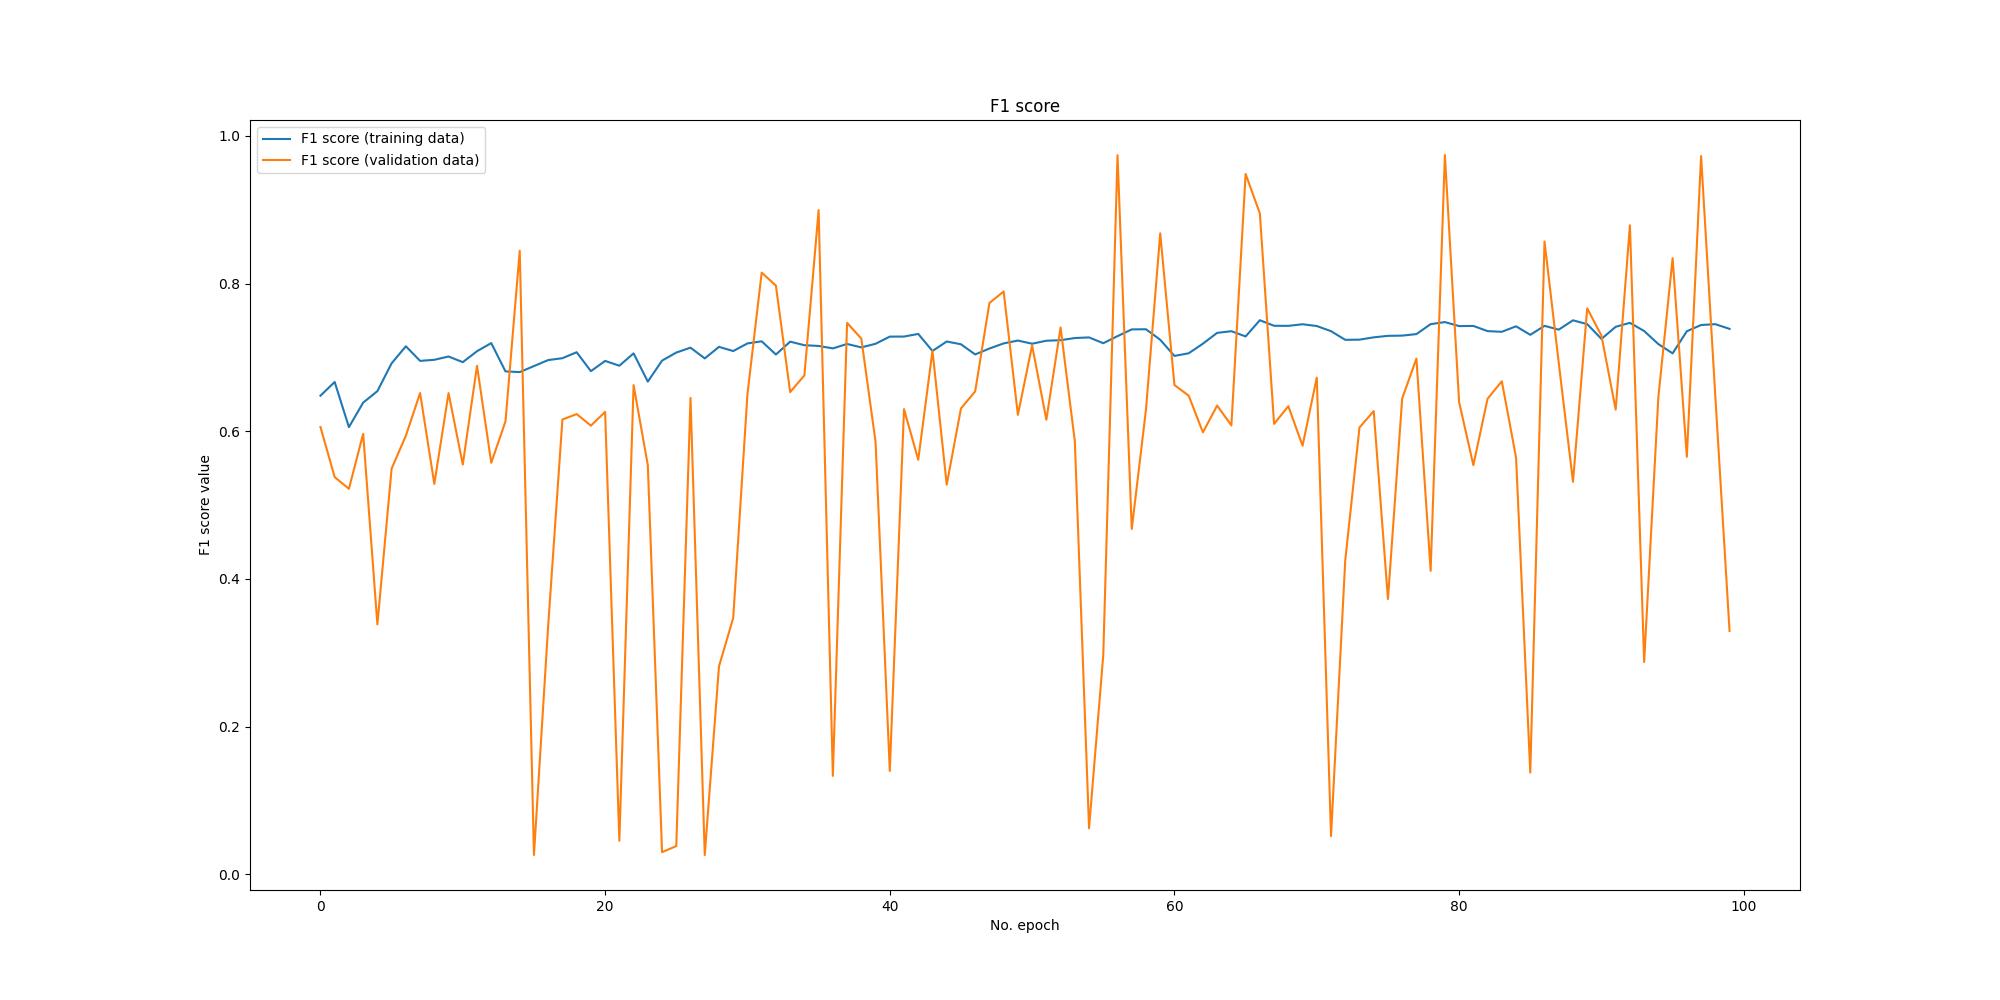 F1 score
F1 score (training data)
F1 score (validation data)
1.0
0.8
0.6
0.4
0.2
0.0
F1 score value
0 20 40 60 80 100
No. epoch